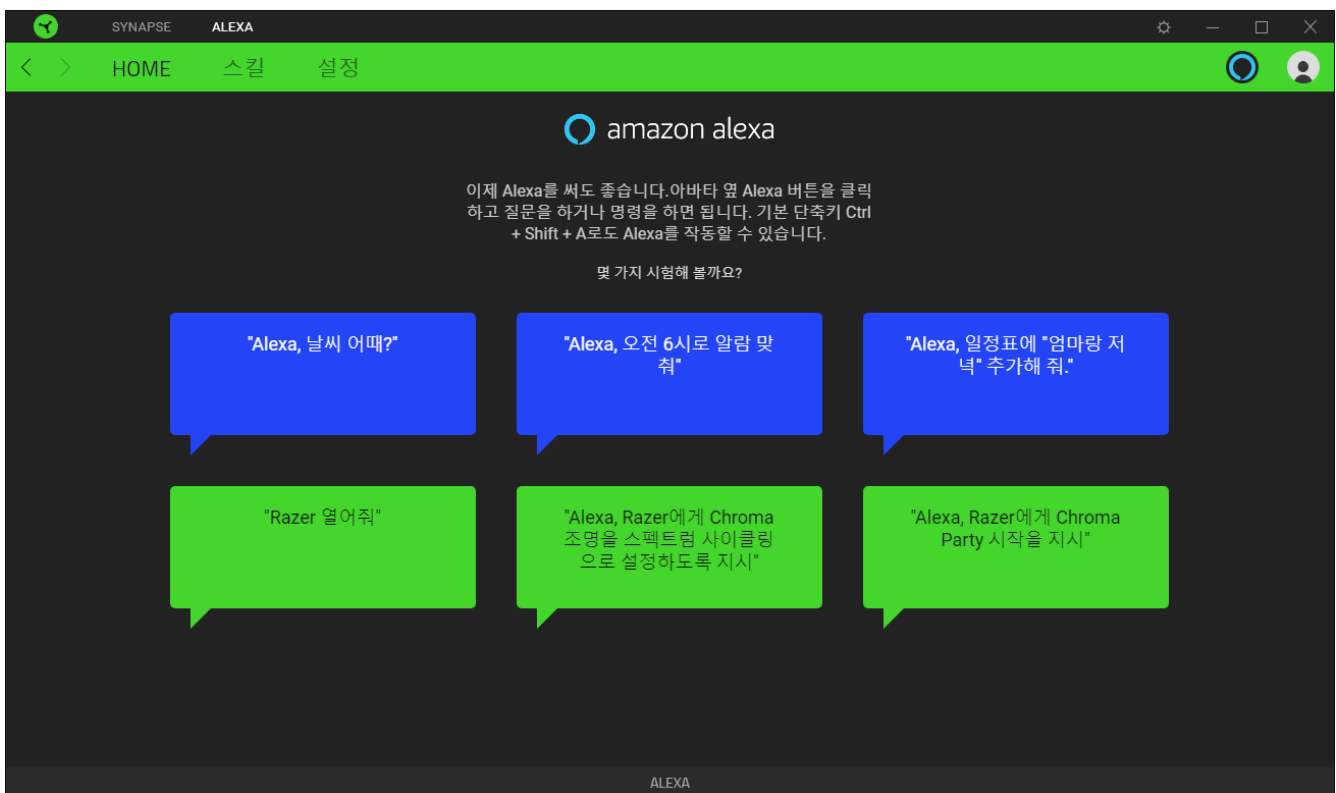 SYNAPSE ALEXA
HOME 스킬 설정
amazon alexa
이제 Alexa를 써도 좋습니다.아바타 옆 Alexa 버튼을 클릭
하고 질문을 하거나 명령을 하면 됩니다. 기본 단축키 Ctrl
+ Shift + A로도 Alexa를 작동할 수 있습니다.
몇 가지 시험해 볼까요?
"Alexa, 날씨 어때?"
"Alexa, 오전 6시로 알람 맞
춰"
"Alexa, 일정표에 "엄마랑 저
녁" 추가해 줘."
"Razer 열어줘"
"Alexa, Razer에게 Chroma
조명을 스펙트럼 사이클링
으로 설정하도록 지시"
"Alexa, Razer에게 Chroma
Party 시작을 지시"
ALEXA